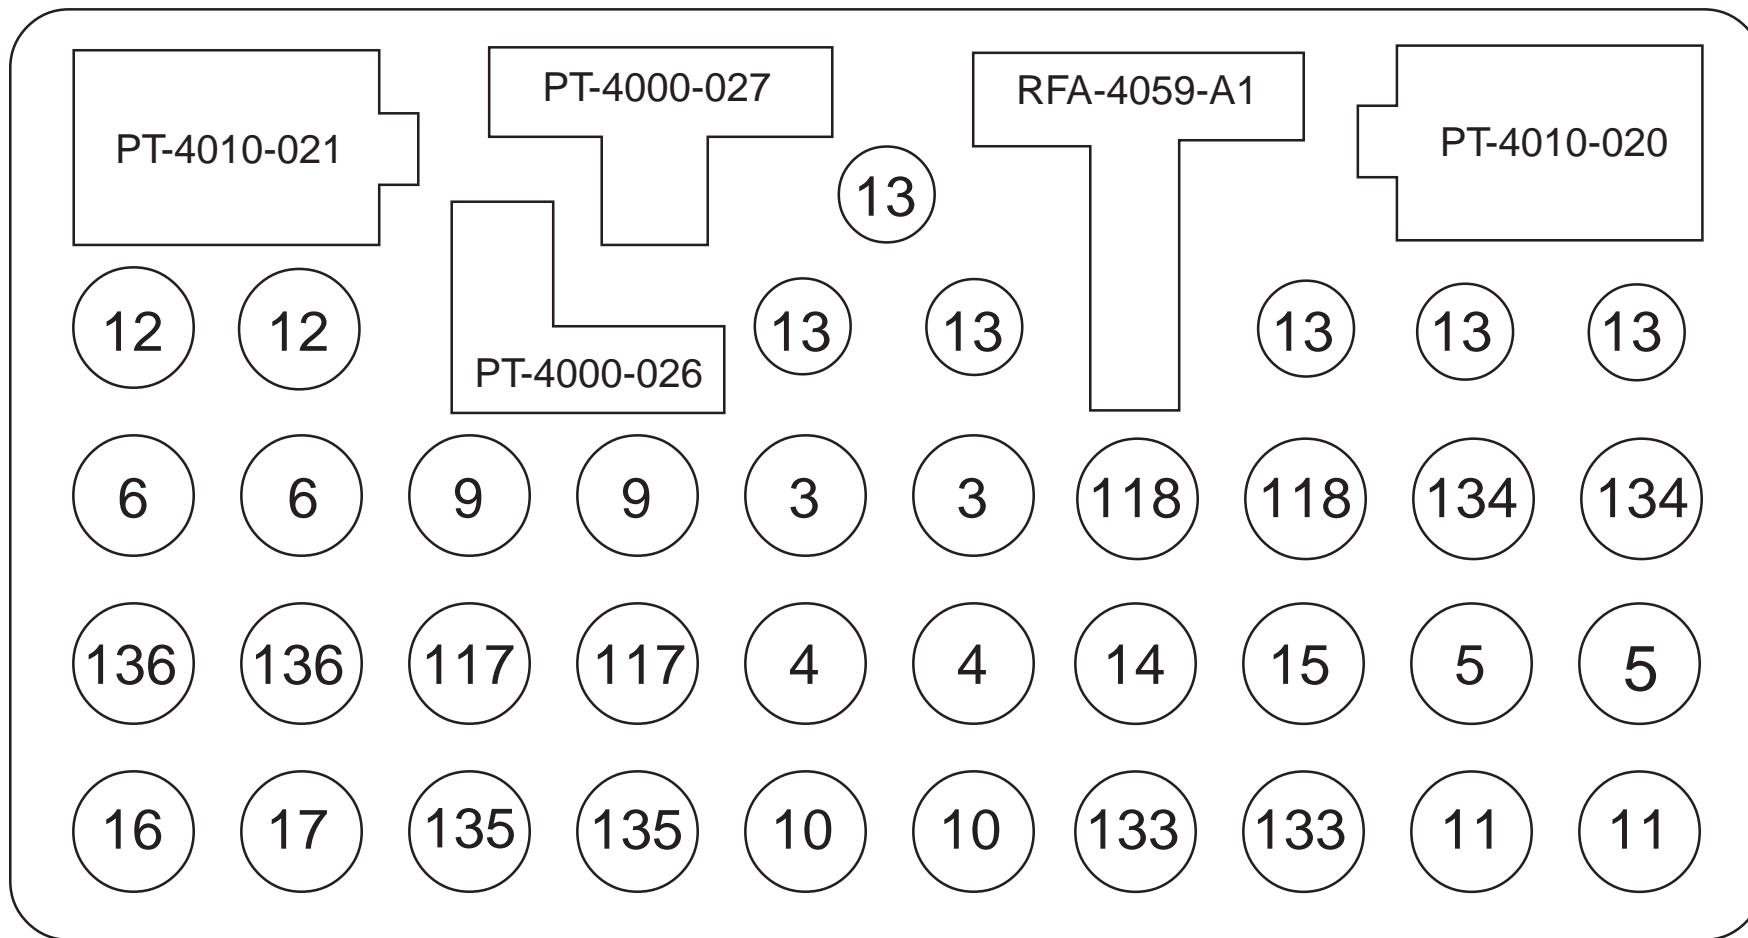 PT-4010-021
PT-4000-027
RFA-4059-A1
PT-4010-020
13
12 12 13 13 13 13 13
PT-4000-026
6 6 9 9 3 3 118 118 134 134
136 136 117 117 4 4 14 15 5 5
16 17 135 135 10 10 133 133 11 11